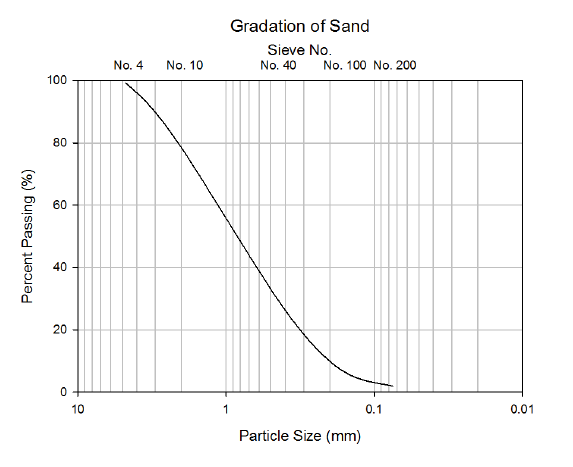 Gradation of Sand
Sieve No.
No. 4 No. 10 No. 40 No. 100 No. 200
100
80
60
40
20
0
Percent Passing (%)
10 1 0.1 0.01
Particle Size (mm)